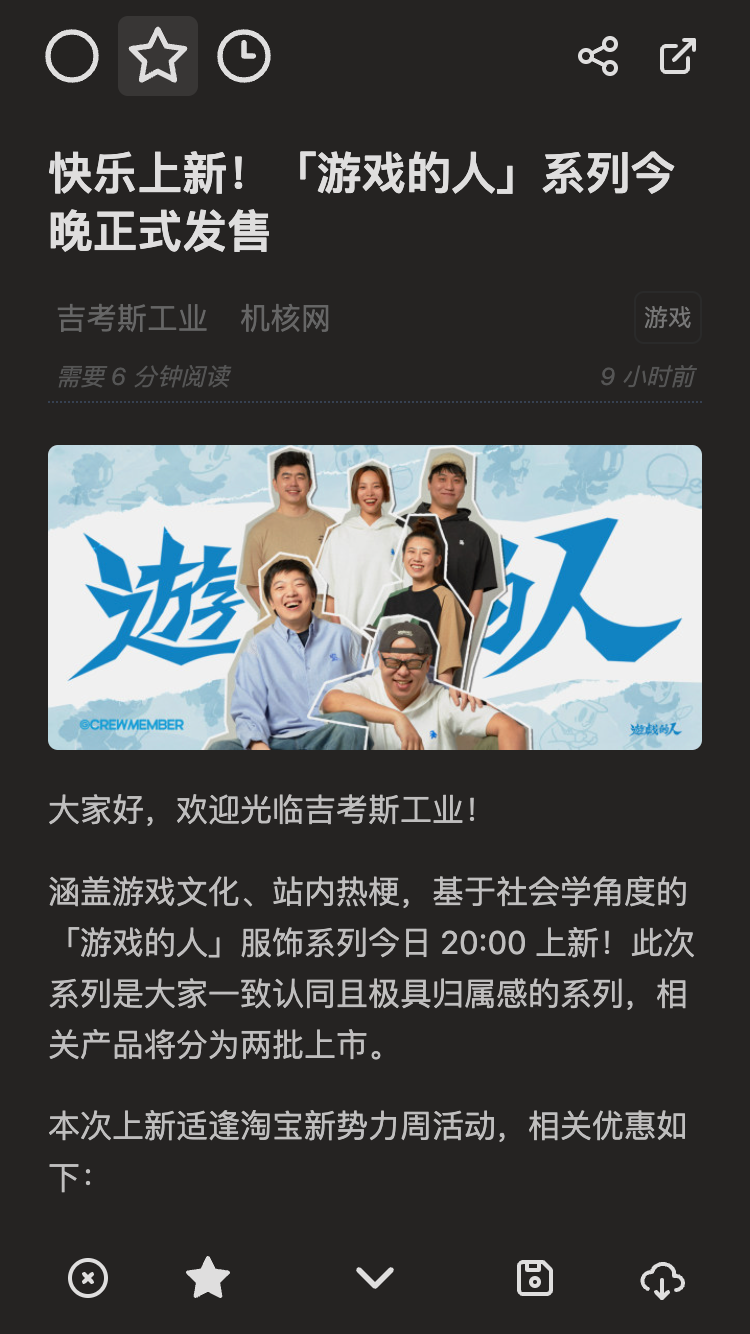 快乐上新！「游戏的人」系列今
晚正式发售
吉考斯工业 机核网
游戏
需要 6 分钟阅读
9 小时前
遊 的人
©CREWMEMBER
遊戲的人
大家好，欢迎光临吉考斯工业！
涵盖游戏文化、站内热梗，基于社会学角度的
「游戏的人」服饰系列今日 20:00 上新！此次
系列是大家一致认同且极具归属感的系列，相
关产品将分为两批上市。
本次上新适逢淘宝新势力周活动，相关优惠如
下：